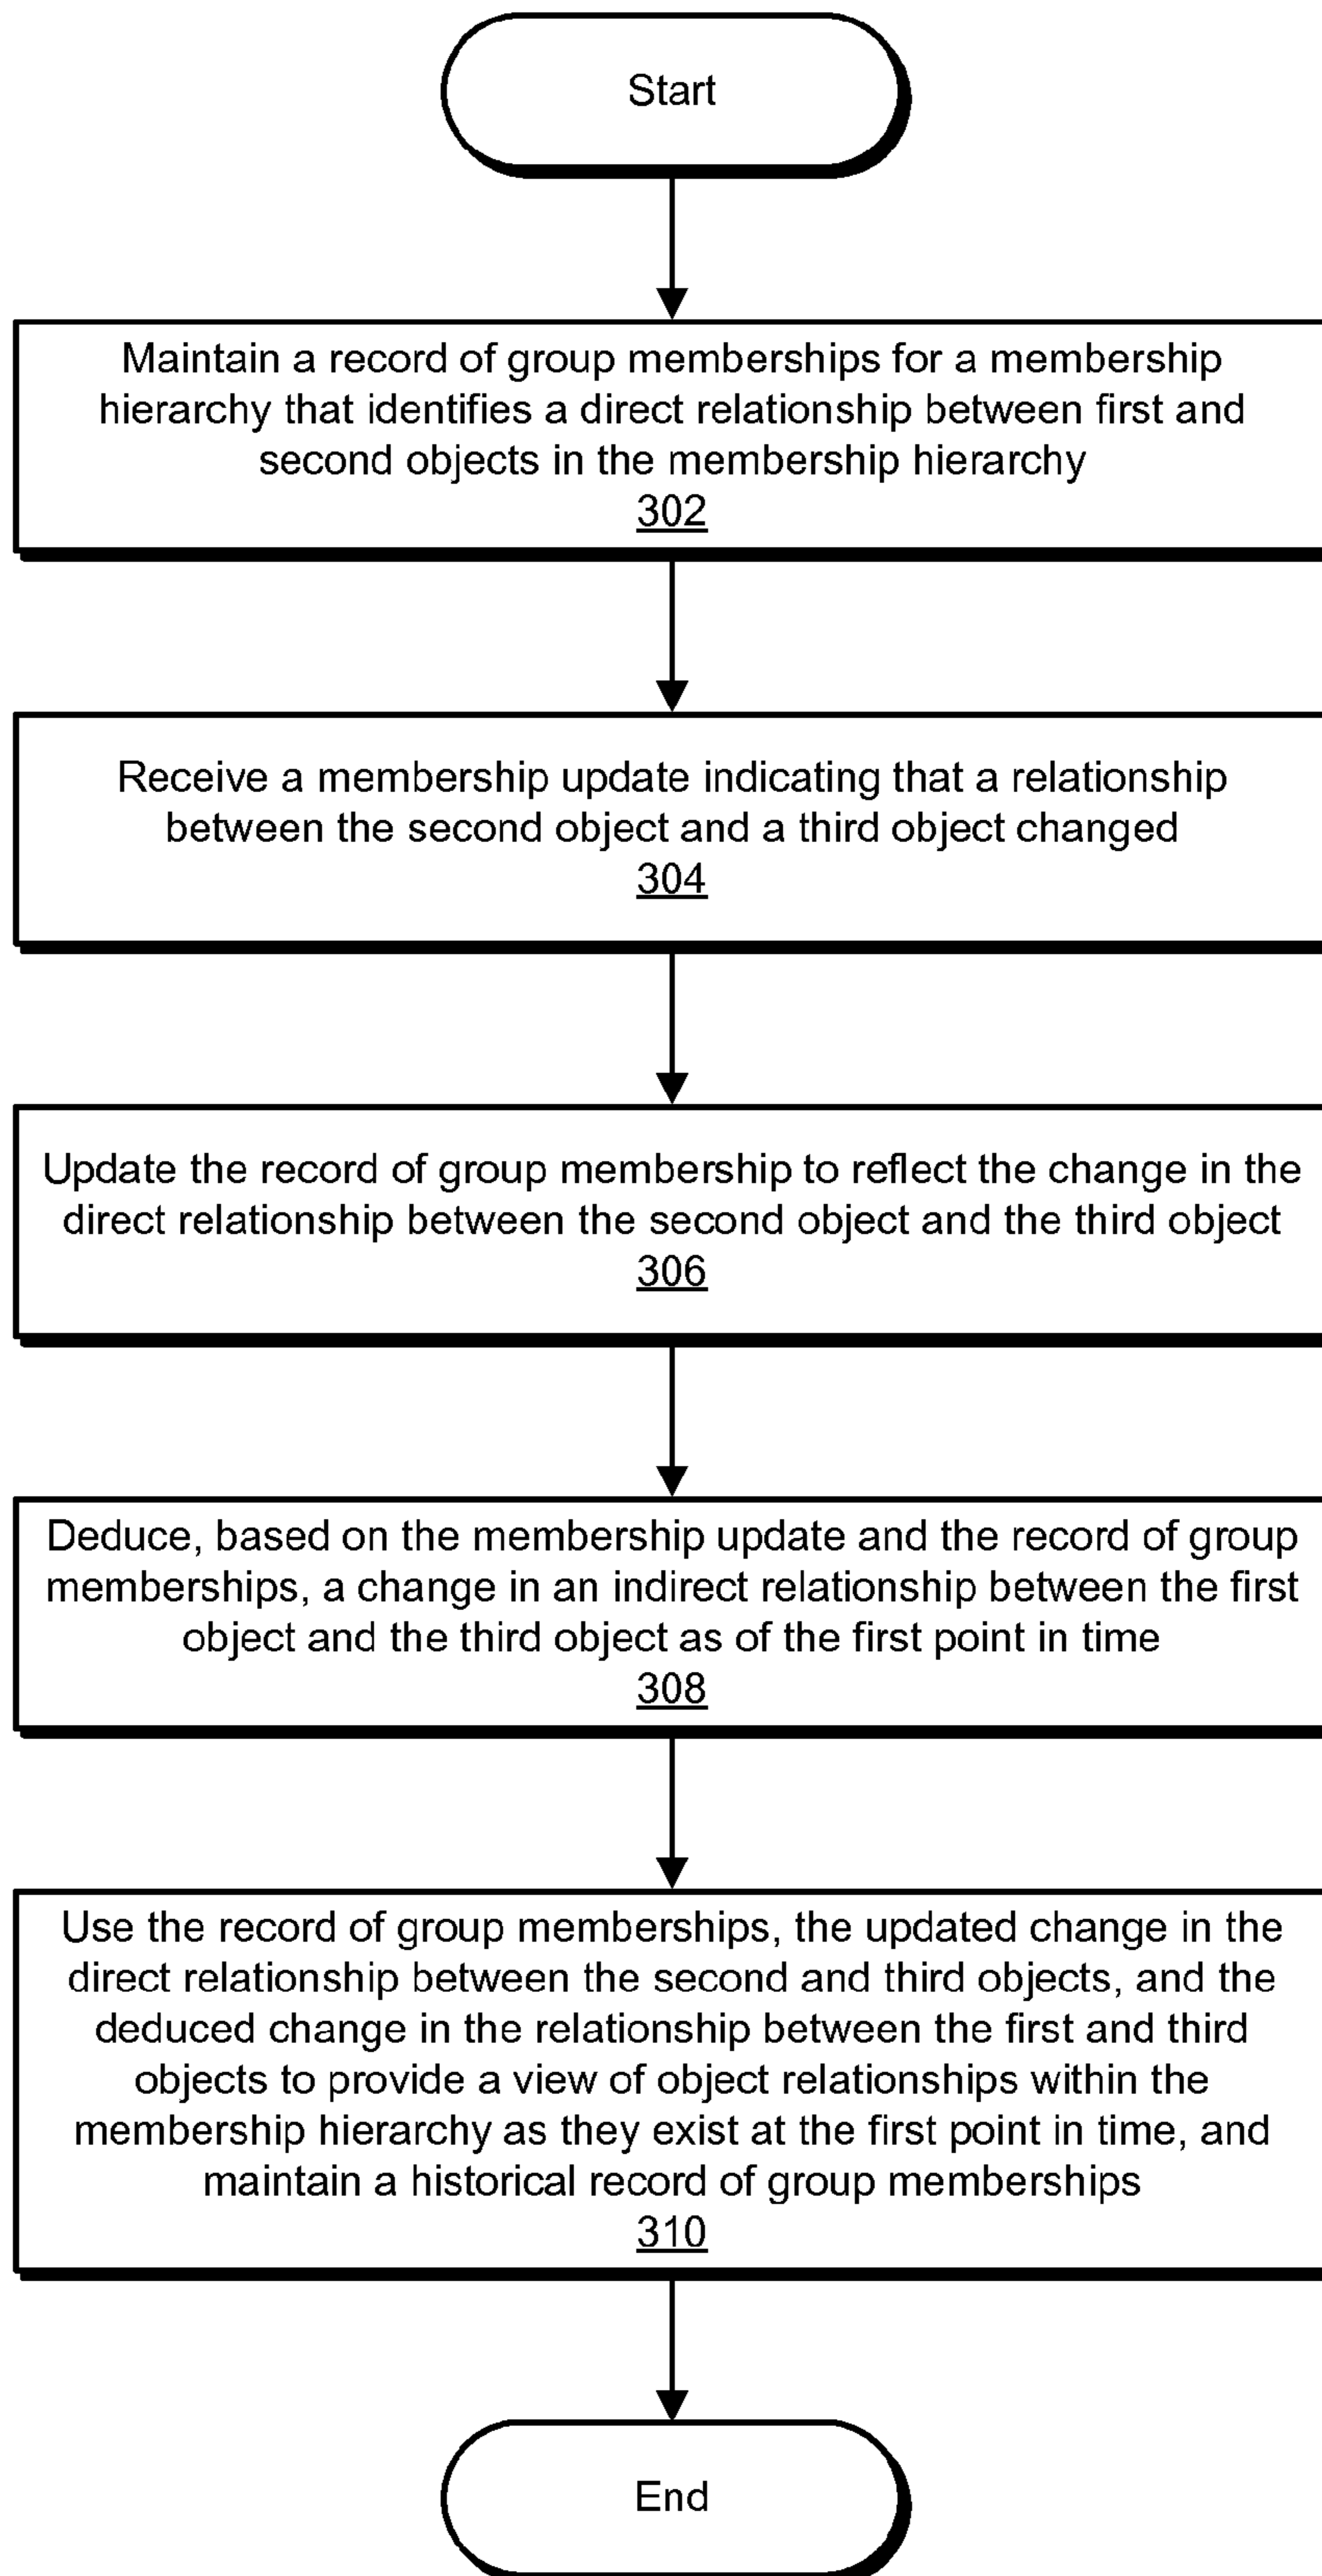 Start
Maintain a record of group memberships for a membership
hierarchy that identifies a direct relationship between first and
second objects in the membership hierarchy
302
Receive a membership update indicating that a relationship
between the second object and a third object changed
304
Update the record of group membership to reflect the change in the
direct relationship between the second object and the third object
306
Deduce, based on the membership update and the record of group
memberships, a change in an indirect relationship between the first
object and the third object as of the first point in time
308
Use the record of group memberships, the updated change in the
direct relationship between the second and third objects, and the
deduced change in the relationship between the first and third
objects to provide a view of object relationships within the
membership hierarchy as they exist at the first point in time, and
maintain a historical record of group memberships
310
End